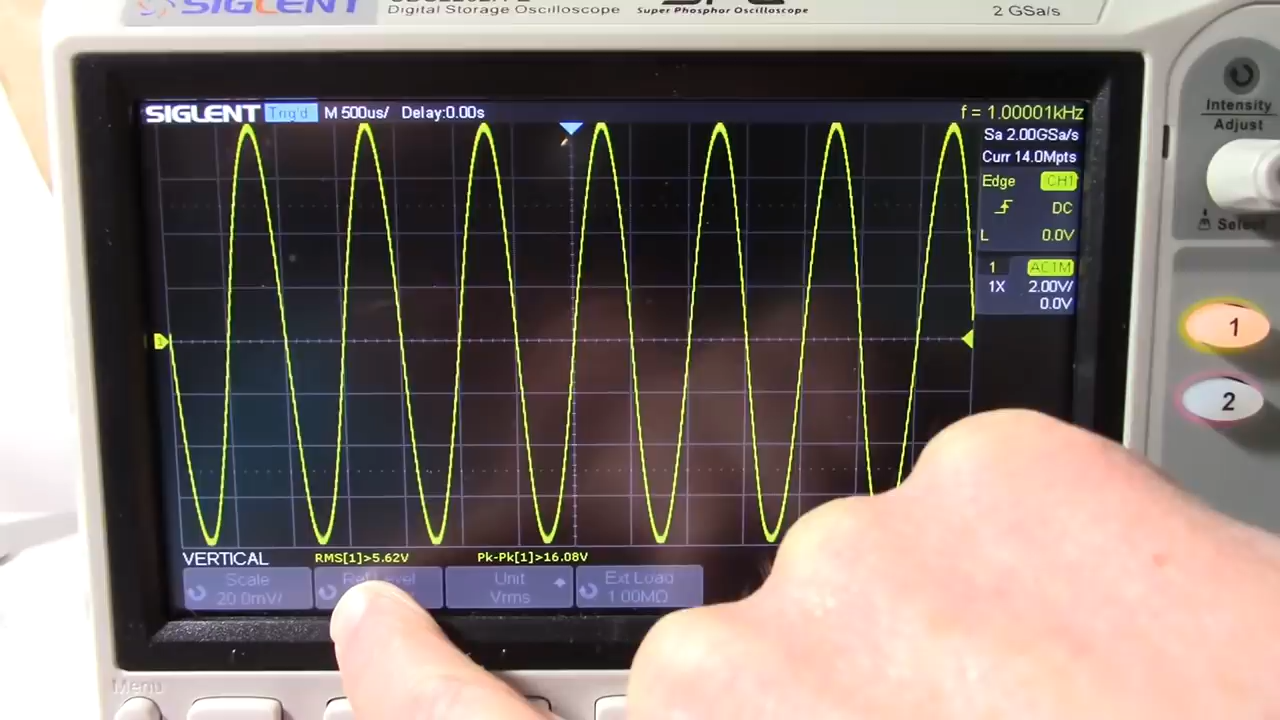 SIGLENT
Digital Storage Oscilloscope
Super Phosphor Oscilloscope
2 GSa/s
SIGLENT Trig'd M 500us/ Delay:0.00s f = 1.00001kHz
Sa 2.00GSa/s
Curr 14.0Mpts
Edge CH1
DC
L 0.0V
1 AC1M
1X 2.00V/
0.0V
Intensity
Adjust
Select
1
2
1
VERTICAL RMS[1]>5.62V Pk-Pk[1]>16.08V
Scale
20.0mV/
Unit
Vrms
Ext Load
1.00MΩ
Menu